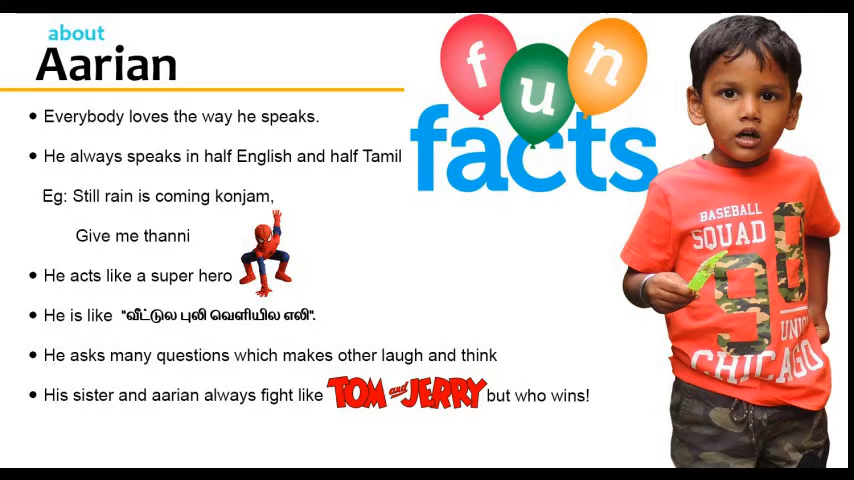 about
Aarian
fun
facts
• Everybody loves the way he speaks.
• He always speaks in half English and half Tamil
Eg: Still rain is coming konjam,
Give me thanni
• He acts like a super hero
• He is like "வீட்டுல புலி வெளியில எலி".
• He asks many questions which makes other laugh and think
• His sister and aarian always fight like TOM and JERRY but who wins!
BASEBALL
SQUAD
UNION
CHICAGO